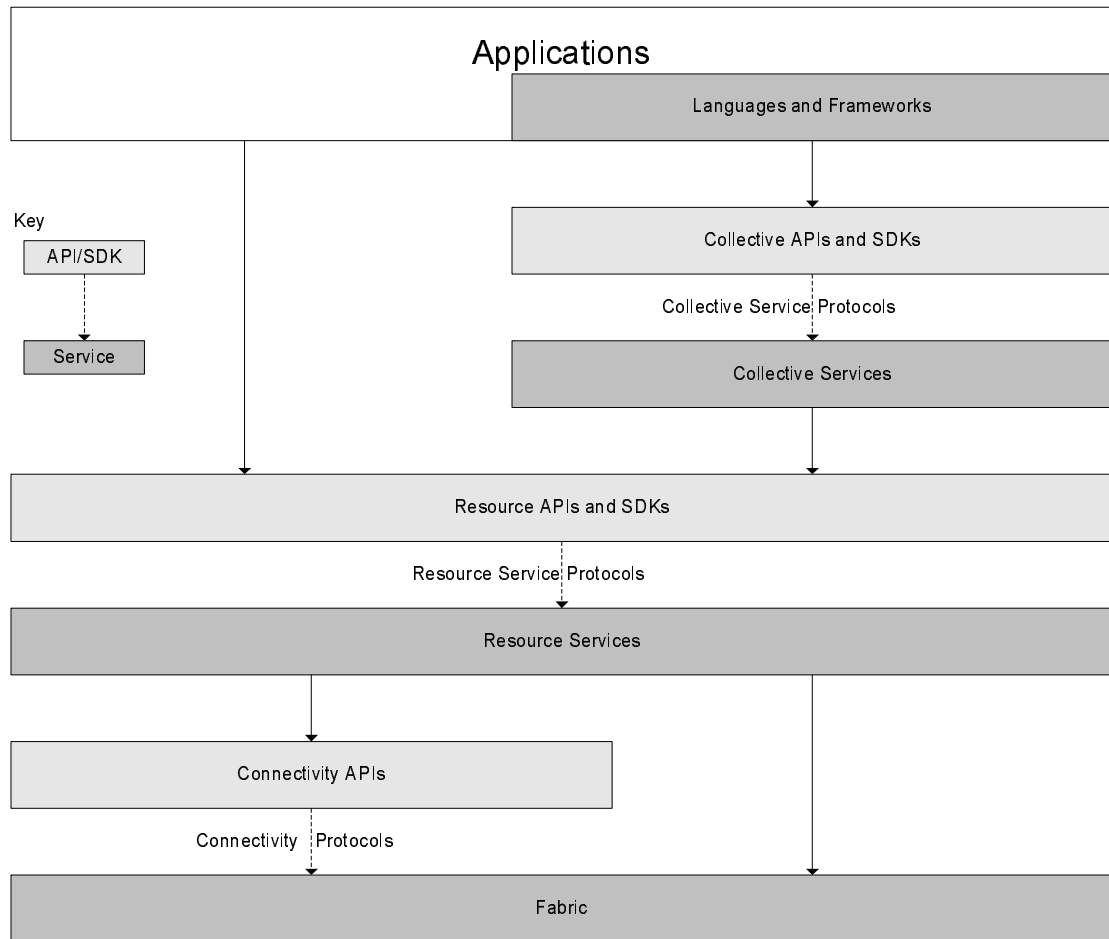 Applications
Languages and Frameworks
Key
API/SDK
Collective APIs and SDKs
Collective Service Protocols
Service
Collective Services
Resource APIs and SDKs
Resource Service Protocols
Resource Services
Connectivity APIs
Connectivity Protocols
Fabric